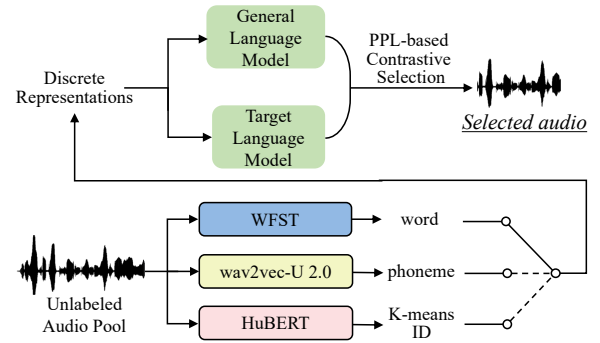 General
Language
Model
PPL-based
Contrastive
Selection
Discrete
Representations
Target
Language
Model
Selected audio
WFST
word
wav2vec-U 2.0
phoneme
Unlabeled
Audio Pool
HuBERT
K-means
ID